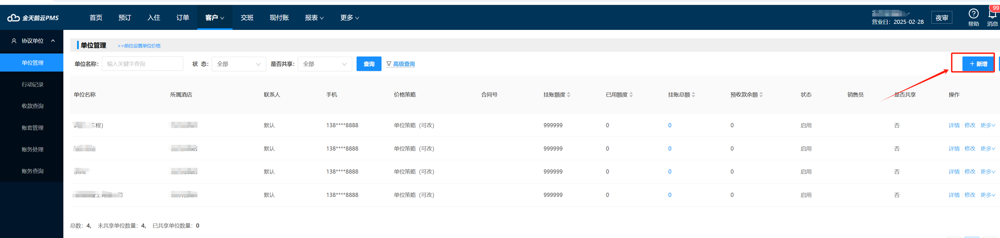 金天鹅云PMS 首页 预订 入住 订单 客户 交班 现付账 报表 更多
营业日：2025-02-28 夜审 帮助 消息 99
协议单位
单位管理
行动记录
收款查询
账套管理
账务处理
账务查询
单位管理 >>前往设置单位价格
单位名称： 输入关键字查询 状 态： 全部 是否共享： 全部 查询 高级查询 + 新增
单位名称 所属酒店 联系人 手机 价格策略 合同号 挂账额度 已用额度 挂账总额 预收款余额 状态 销售员 是否共享 操作
程) 默认 138****8888 单位策略（可改） 999999 0 0 0 启用 否 详情 修改 更多
店 默认 138****8888 单位策略（可改） 999999 0 0 0 启用 否 详情 修改 更多
默认 138****8888 单位策略（可改） 999999 0 0 0 启用 否 详情 修改 更多
默认 138****8888 单位策略（可改） 999999 0 0 0 启用 否 详情 修改 更多
总数：4， 未共享单位数量：4， 已共享单位数量：0